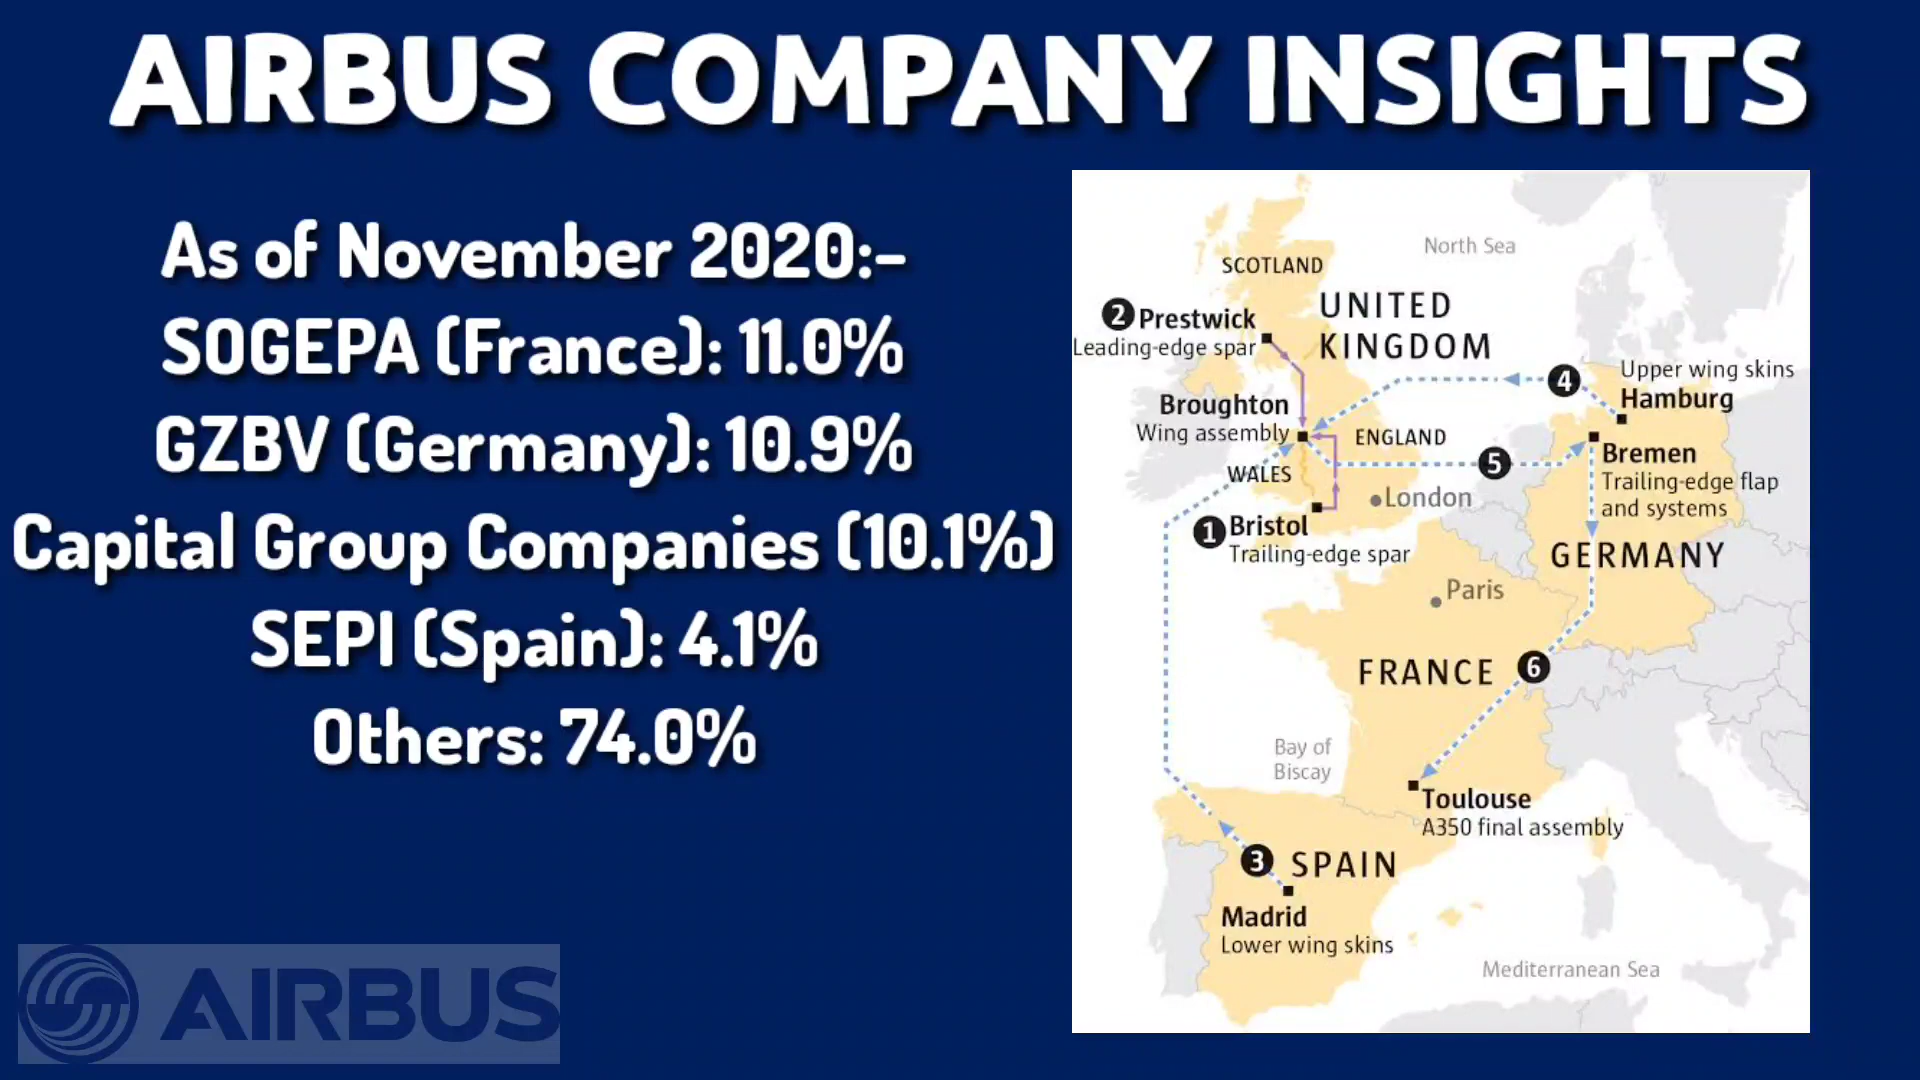 AIRBUS COMPANY INSIGHTS
As of November 2020:-
SOGEPA (France): 11.0%
GZBV (Germany): 10.9%
Capital Group Companies (10.1%)
SEPI (Spain): 4.1%
Others: 74.0%
AIRBUS
North Sea
SCOTLAND
UNITED
KINGDOM
2 Prestwick
Leading-edge spar
4
Upper wing skins
Hamburg
Broughton
Wing assembly
ENGLAND
5
Bremen
Trailing-edge flap
and systems
WALES
London
1 Bristol
Trailing-edge spar
GERMANY
Paris
FRANCE
6
Bay of
Biscay
Toulouse
A350 final assembly
3 SPAIN
Madrid
Lower wing skins
Mediterranean Sea